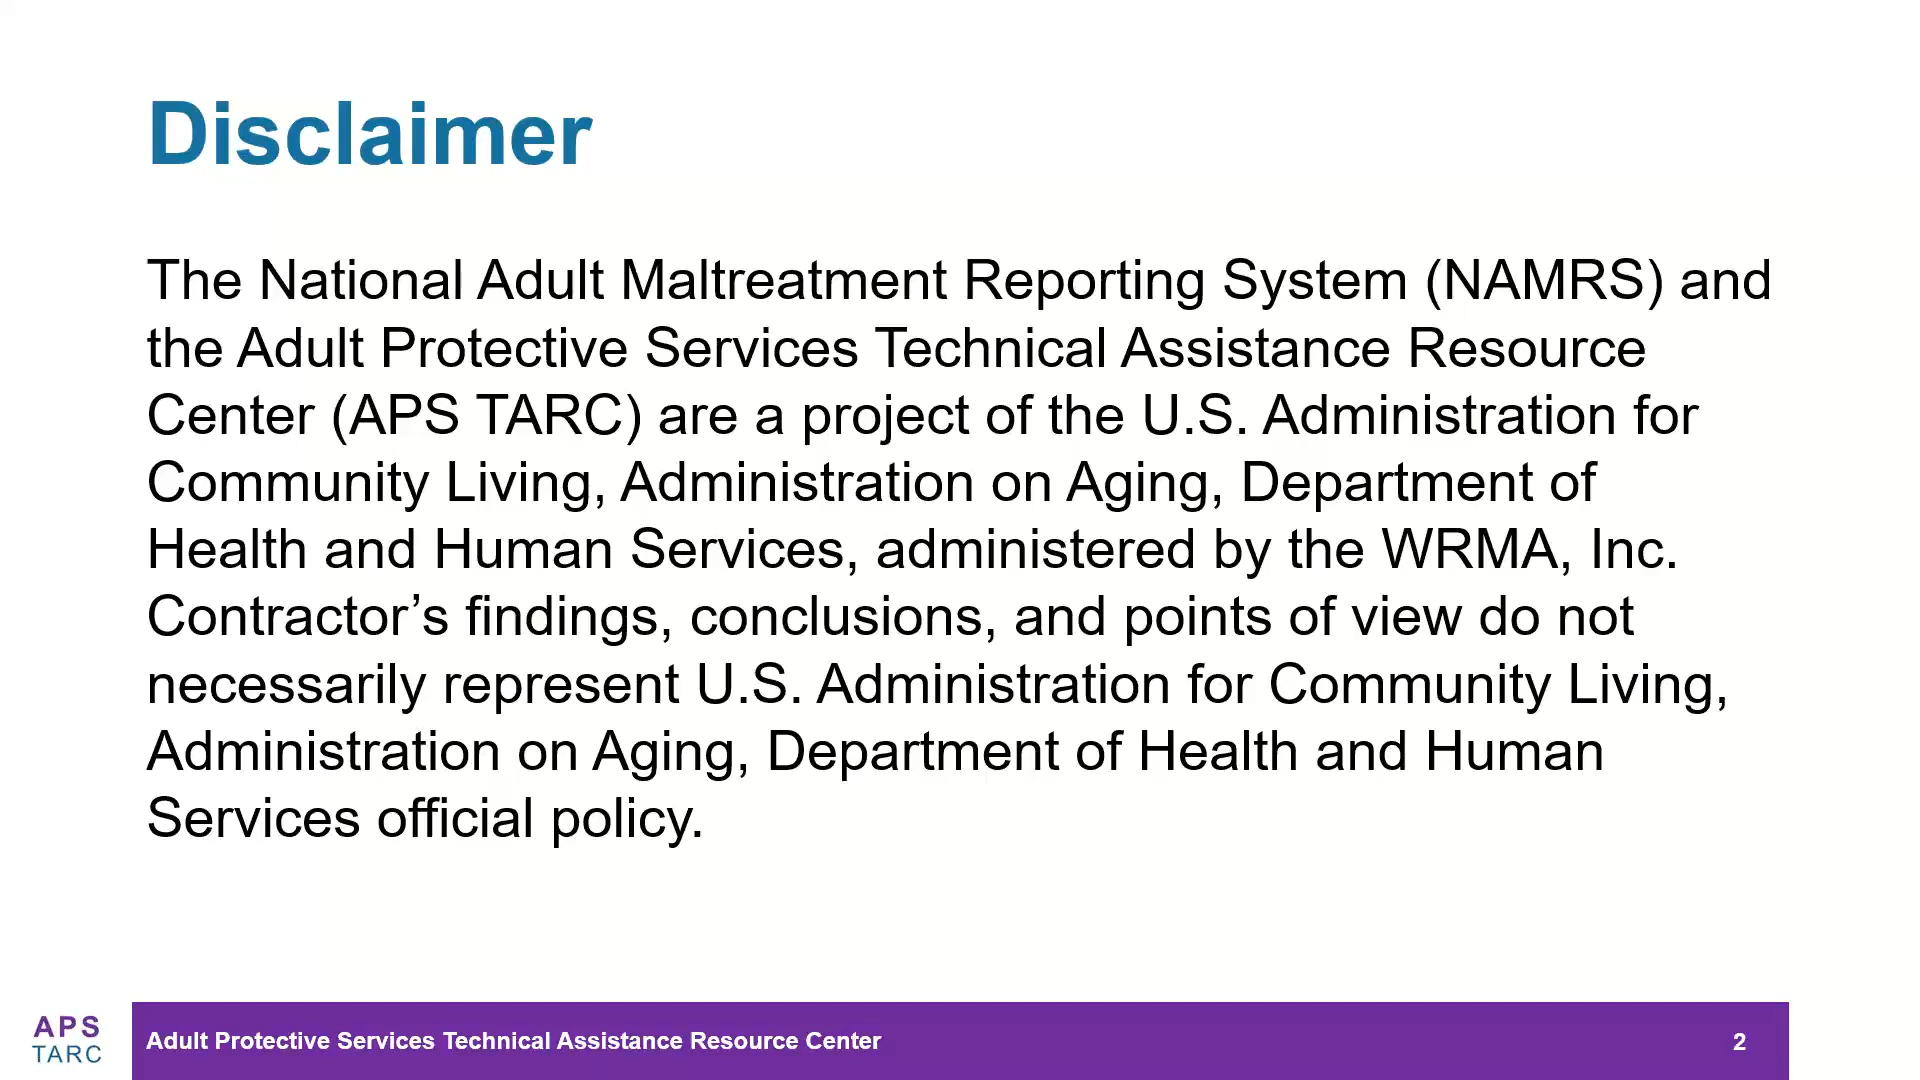 Disclaimer
The National Adult Maltreatment Reporting System (NAMRS) and
the Adult Protective Services Technical Assistance Resource
Center (APS TARC) are a project of the U.S. Administration for
Community Living, Administration on Aging, Department of
Health and Human Services, administered by the WRMA, Inc.
Contractor’s findings, conclusions, and points of view do not
necessarily represent U.S. Administration for Community Living,
Administration on Aging, Department of Health and Human
Services official policy.
APS
TARC
Adult Protective Services Technical Assistance Resource Center
2